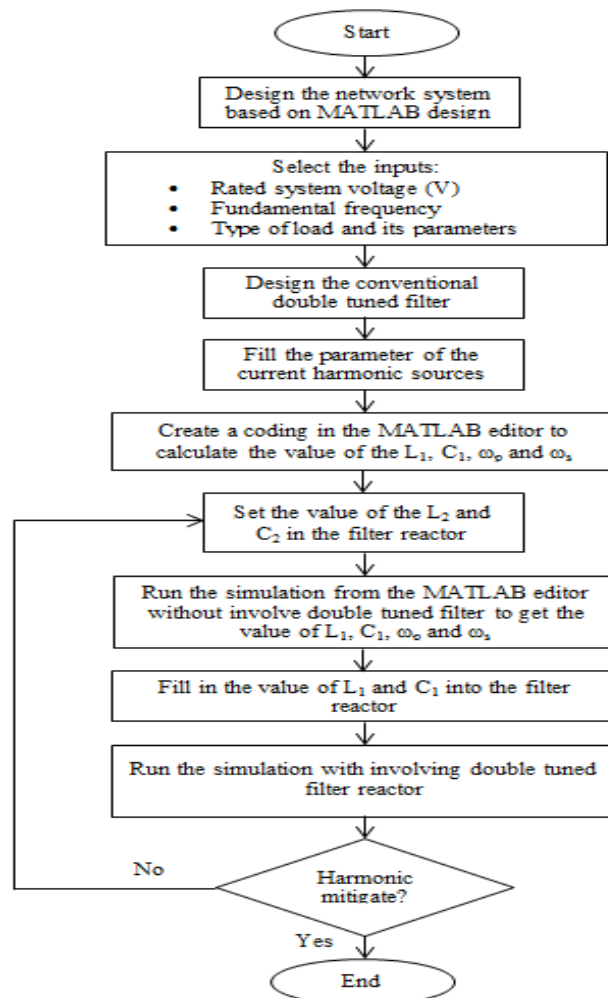 Start
Design the network system
based on MATLAB design
Select the inputs:
• Rated system voltage (V)
• Fundamental frequency
• Type of load and its parameters
Design the conventional
double tuned filter
Fill the parameter of the
current harmonic sources
Create a coding in the MATLAB editor to
calculate the value of the L₁, C₁, ωₚ and ωₛ
Set the value of the L₂ and
C₂ in the filter reactor
Run the simulation from the MATLAB editor
without involve double tuned filter to get the
value of L₁, C₁, ωₚ and ωₛ
Fill in the value of L₁ and C₁ into the filter
reactor
Run the simulation with involving double tuned
filter reactor
No
Harmonic
mitigate?
Yes
End